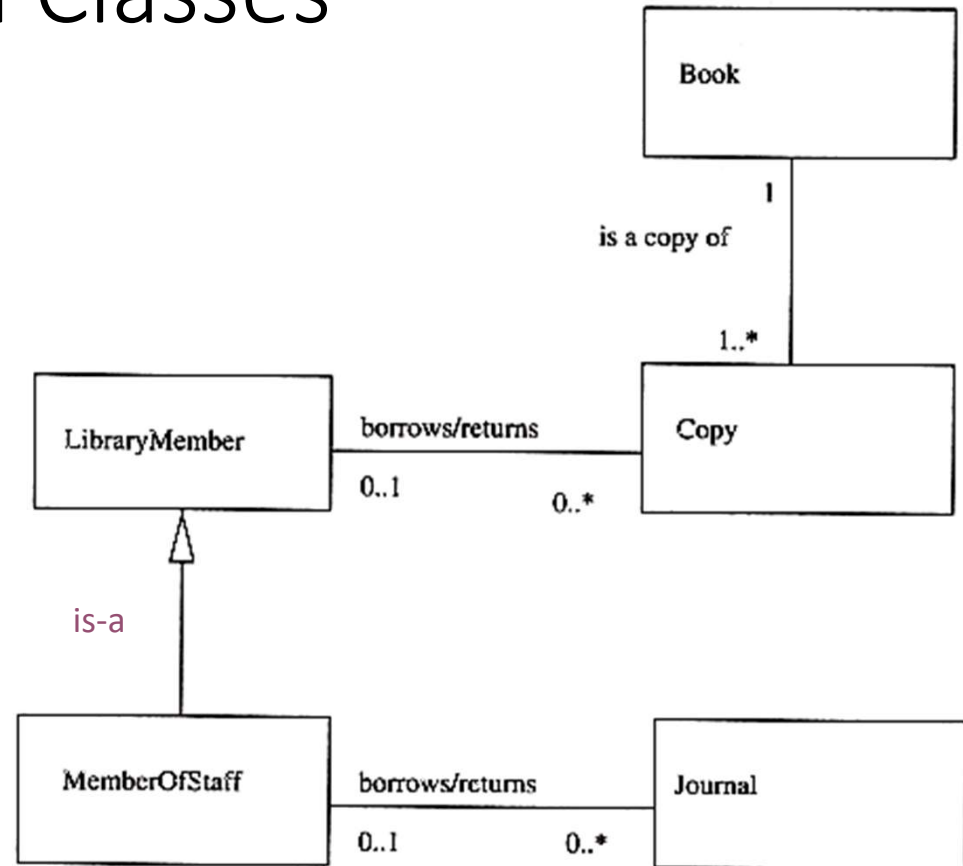 Classes
Book
1
is a copy of
1..*
LibraryMember
borrows/returns
Copy
0..1
0..*
is-a
MemberOfStaff
borrows/returns
Journal
0..1
0..*